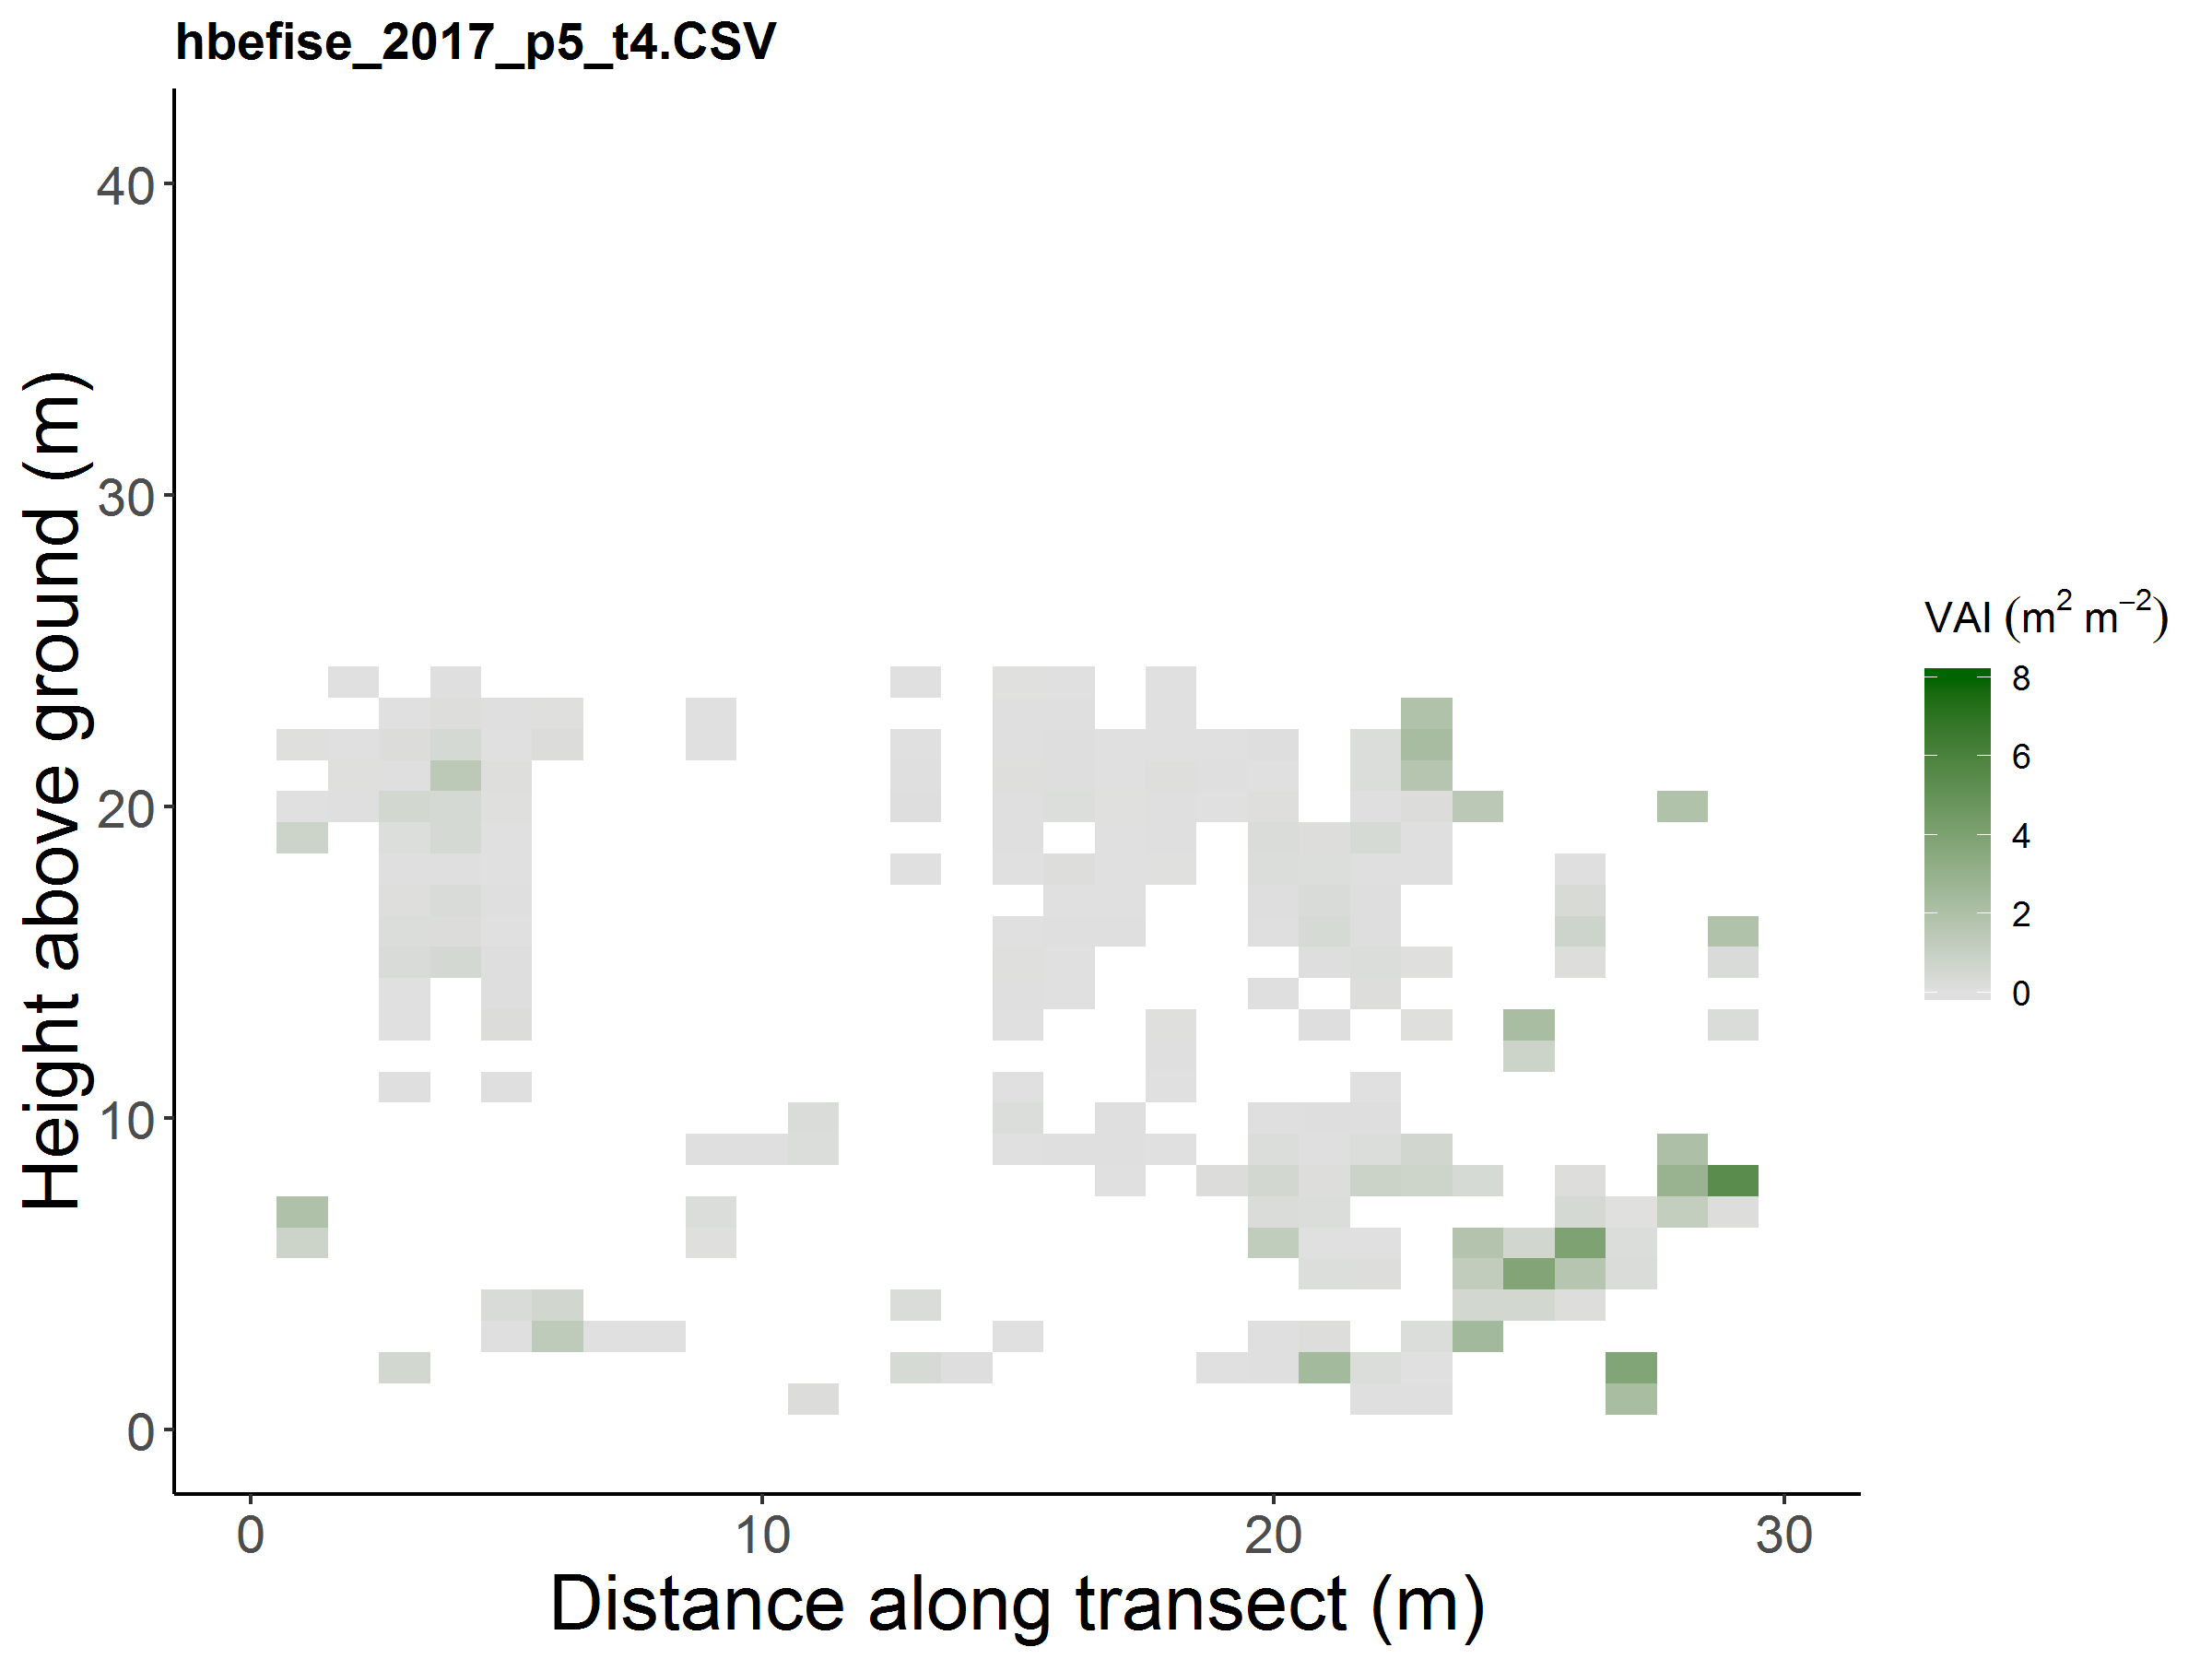 hbefise_2017_p5_t4.CSV
Height above ground (m)
40
30
20
10
0
0 10 20 30
Distance along transect (m)
VAI (m² m⁻²)
8
6
4
2
0